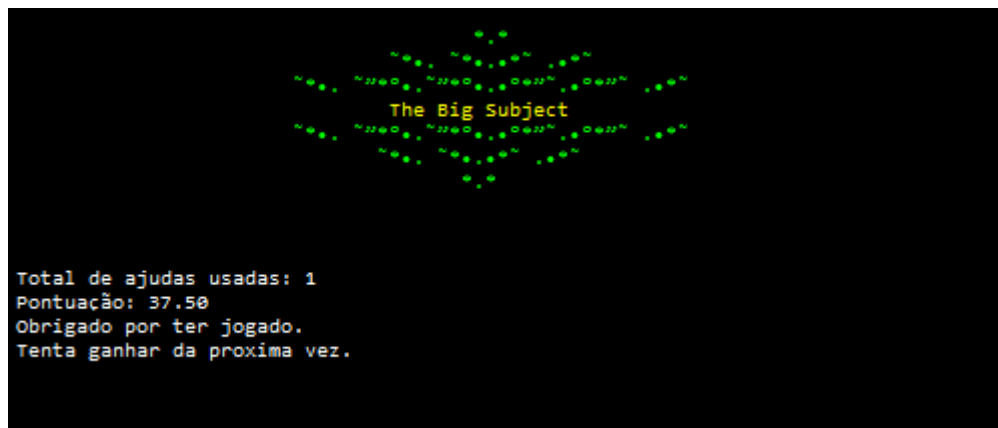 The Big Subject
Total de ajudas usadas: 1
Pontuação: 37.50
Obrigado por ter jogado.
Tenta ganhar da proxima vez.